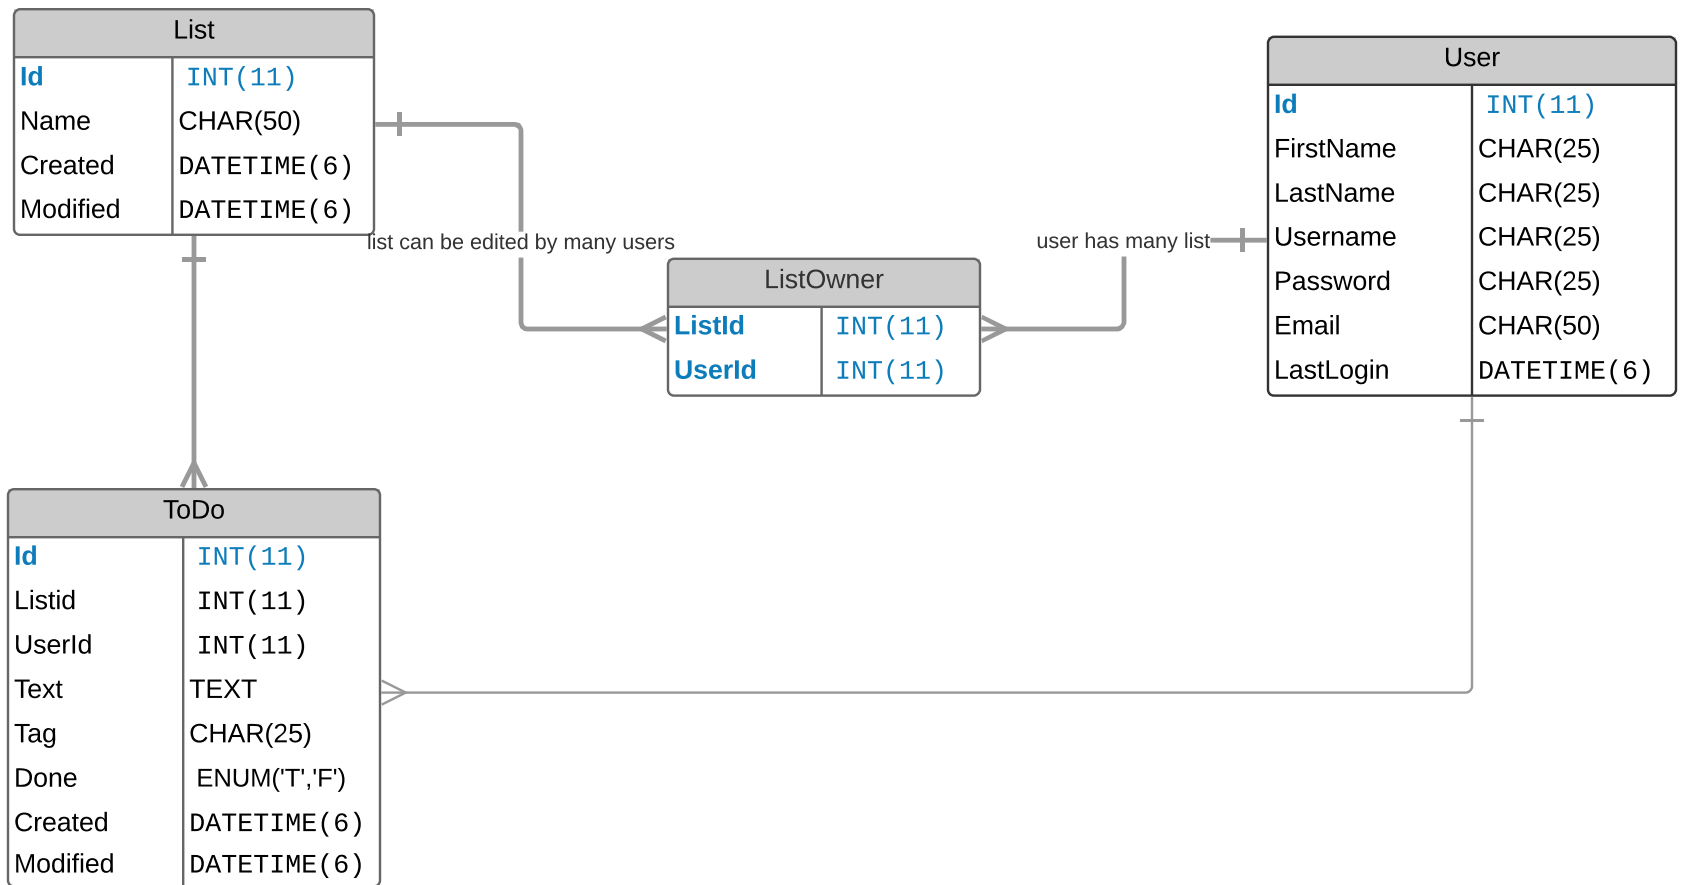 List
Id INT(11)
Name CHAR(50)
Created DATETIME(6)
Modified DATETIME(6)
list can be edited by many users
ListOwner
ListId INT(11)
UserId INT(11)
user has many list
User
Id INT(11)
FirstName CHAR(25)
LastName CHAR(25)
Username CHAR(25)
Password CHAR(25)
Email CHAR(50)
LastLogin DATETIME(6)
ToDo
Id INT(11)
Listid INT(11)
UserId INT(11)
Text TEXT
Tag CHAR(25)
Done ENUM('T','F')
Created DATETIME(6)
Modified DATETIME(6)